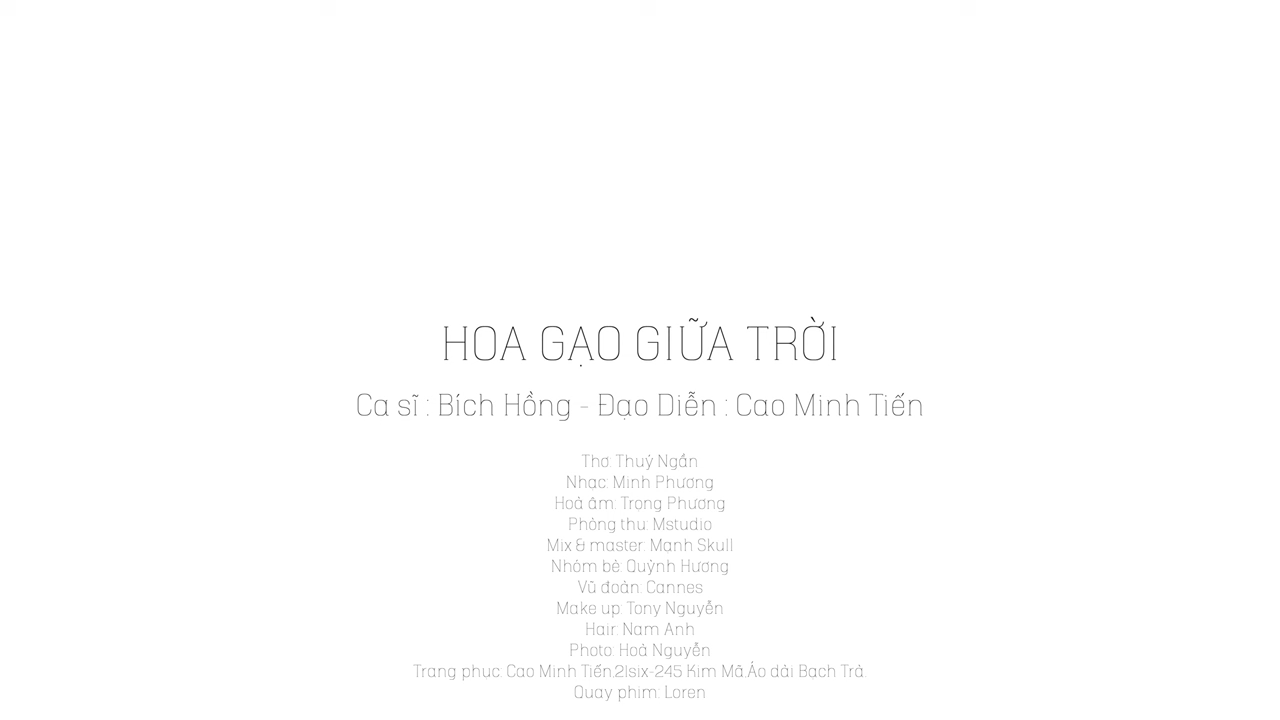 HOA GẠO GIỮA TRỜI
Ca sĩ : Bích Hồng - Đạo Diễn : Cao Minh Tiến
Thơ: Thuý Ngần
Nhạc: Minh Phương
Hoà âm: Trọng Phương
Phòng thu: Mstudio
Mix & master: Mạnh Skull
Nhóm bè: Quỳnh Hương
Vũ đoàn: Cannes
Make up: Tony Nguyễn
Hair: Nam Anh
Photo: Hoà Nguyễn
Trang phục: Cao Minh Tiến,2lsix-245 Kim Mã,Áo dài Bạch Trà.
Quay phim: Loren